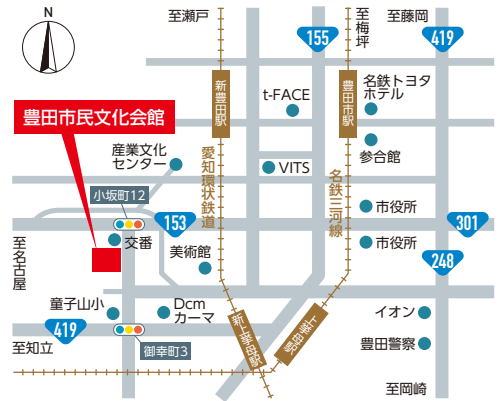 N
至瀬戸
至梅坪
至藤岡
155
419
新豊田駅
豊田市駅
t-FACE
名鉄トヨタ
ホテル
豊田市民文化会館
産業文化
センター
愛知環状鉄道
VITS
参合館
名鉄三河線
小坂町12
153
市役所
301
至名古屋
交番
美術館
市役所
248
童子山小
Dcm
カーマ
新上挙母駅
上挙母駅
イオン
419
至知立
御幸町3
豊田警察
至岡崎